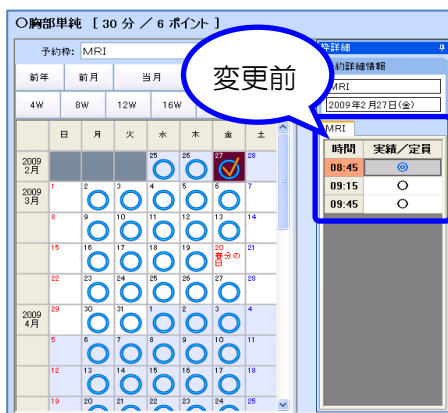 〇胸部単純 [ 30 分 / 6 ポイント ]
予約枠: MRI
前年 前月 当月
4W 8W 12W 16W
変更前
枠詳細
約詳細情報
MRI
2009年2月27日(金)
MRI
時間 実績/定員
08:45 ◎
09:15 〇
09:45 〇
日 月 火 水 木 金 土
2009 2月 25 26 27 28
2009 3月 1 2 3 4 5 6 7
8 9 10 11 12 13 14
15 16 17 18 19 20 春分の日 21
22 23 24 25 26 27 28
2009 4月 29 30 31 1 2 3 4
5 6 7 8 9 10 11
12 13 14 15 16 17 18
19 20 21 22 23 24 25